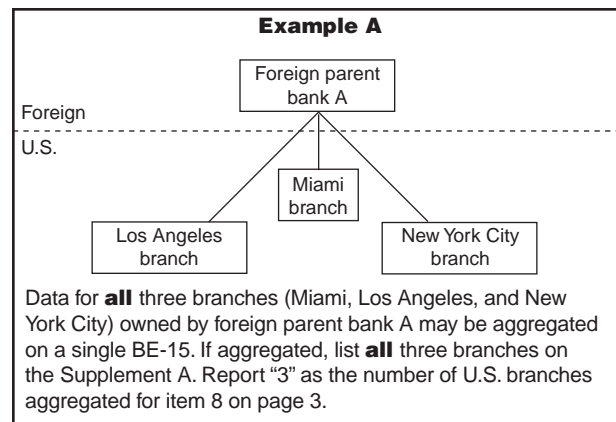 Example A
Foreign parent
bank A
Foreign
U.S.
Miami
branch
Los Angeles
branch
New York City
branch
Data for all three branches (Miami, Los Angeles, and New
York City) owned by foreign parent bank A may be aggregated
on a single BE-15. If aggregated, list all three branches on
the Supplement A. Report “3” as the number of U.S. branches
aggregated for item 8 on page 3.